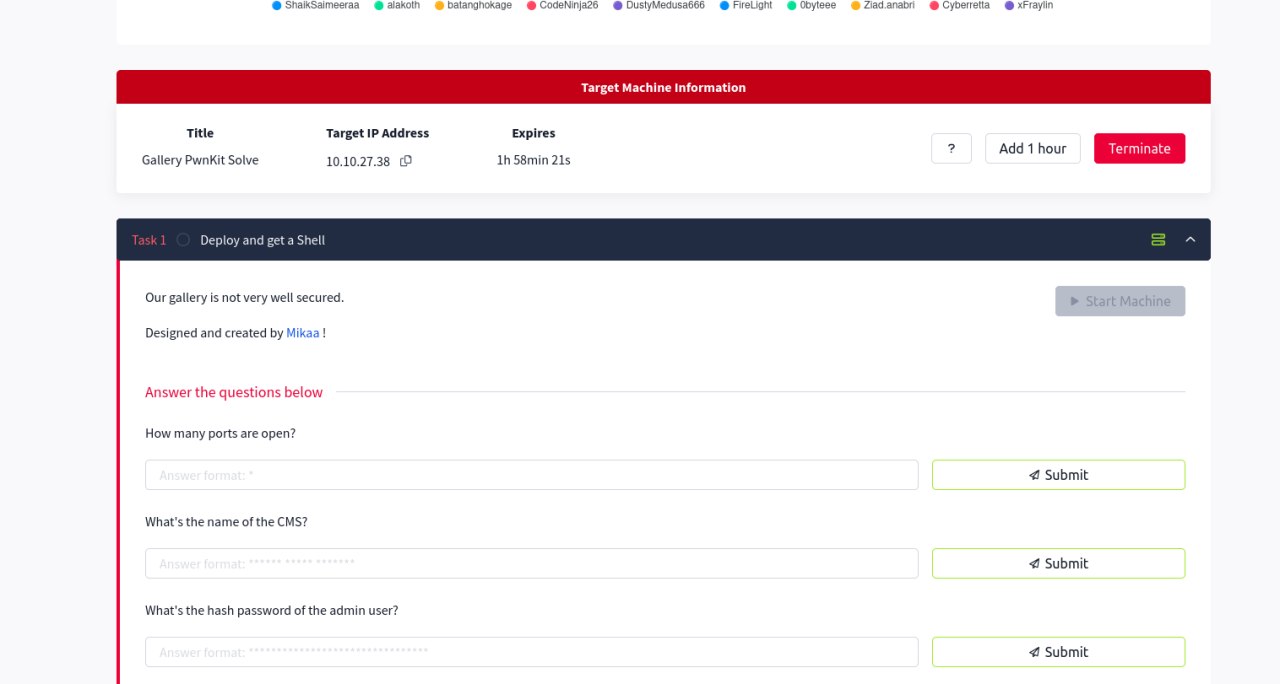 ShaikSaimeeraa alakoth batanghokage CodeNinja26 DustyMedusa666 FireLight 0byteee Ziad.anabri Cyberretta xFraylin
Target Machine Information
Title Target IP Address Expires
Gallery PwnKit Solve 10.10.27.38 1h 58min 21s ? Add 1 hour Terminate
Task 1 Deploy and get a Shell
Our gallery is not very well secured. Start Machine
Designed and created by Mikaa !
Answer the questions below
How many ports are open?
Answer format: * Submit
What's the name of the CMS?
Answer format: ****** ***** ******* Submit
What's the hash password of the admin user?
Answer format: ******************************** Submit